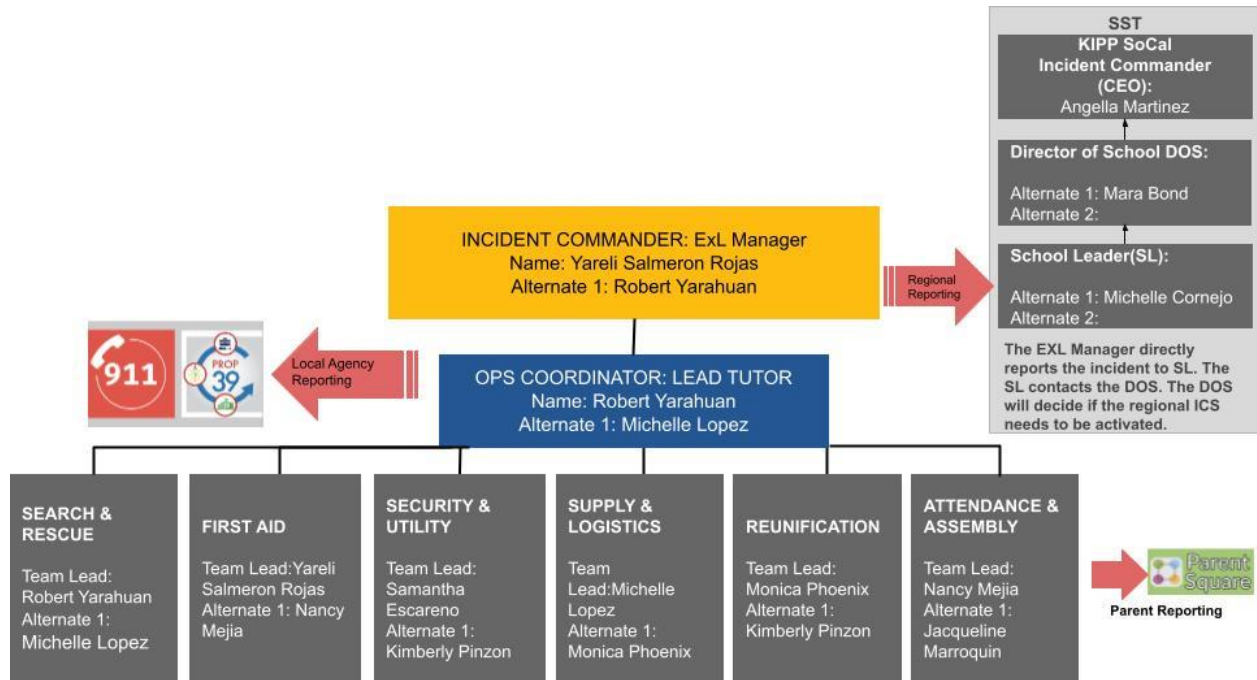 SST
KIPP SoCal
Incident Commander
(CEO):
Angella Martinez
Director of School DOS:
Alternate 1: Mara Bond
Alternate 2:
School Leader(SL):
Alternate 1: Michelle Cornejo
Alternate 2:
The EXL Manager directly
reports the incident to SL. The
SL contacts the DOS. The DOS
will decide if the regional ICS
needs to be activated.
INCIDENT COMMANDER: ExL Manager
Name: Yareli Salmeron Rojas
Alternate 1: Robert Yarahuan
Regional
Reporting
911
PROP
39
Local Agency
Reporting
OPS COORDINATOR: LEAD TUTOR
Name: Robert Yarahuan
Alternate 1: Michelle Lopez
SEARCH &
RESCUE
Team Lead:
Robert Yarahuan
Alternate 1:
Michelle Lopez
FIRST AID
Team Lead:Yareli
Salmeron Rojas
Alternate 1: Nancy
Mejia
SECURITY &
UTILITY
Team Lead:
Samantha
Escareno
Alternate 1:
Kimberly Pinzon
SUPPLY &
LOGISTICS
Team
Lead:Michelle
Lopez
Alternate 1:
Monica Phoenix
REUNIFICATION
Team Lead:
Monica Phoenix
Alternate 1:
Kimberly Pinzon
ATTENDANCE &
ASSEMBLY
Team Lead:
Nancy Mejia
Alternate 1:
Jacqueline
Marroquin
Parent
Square
Parent Reporting